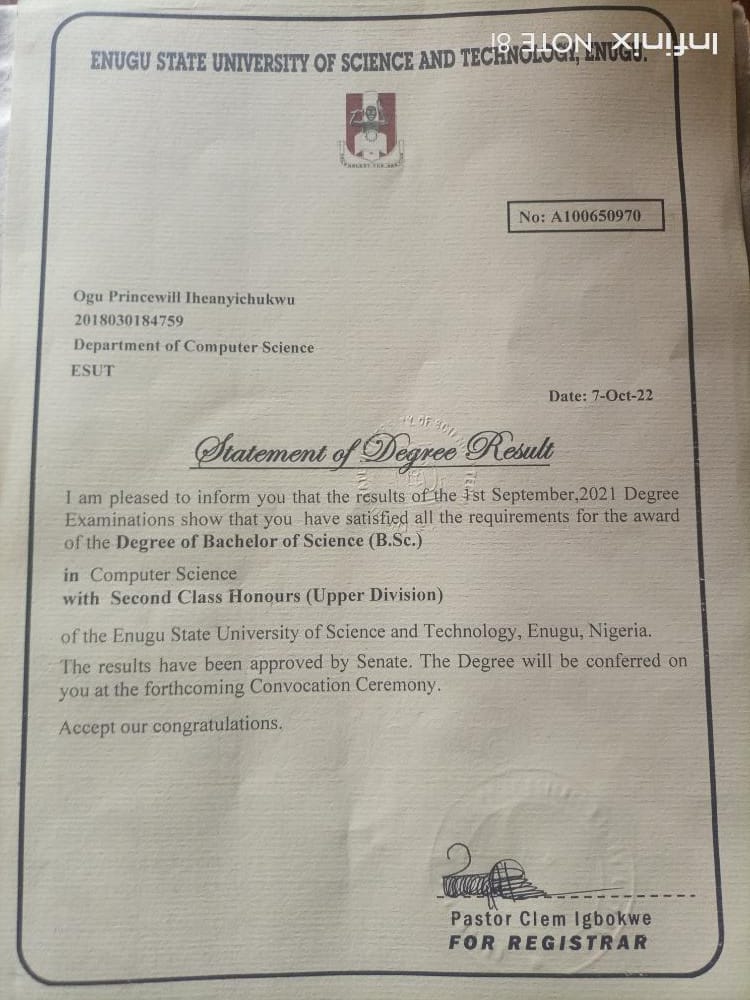 Infinix NOTE 8i
ENUGU STATE UNIVERSITY OF SCIENCE AND TECHNOLOGY, ENUGU.
No: A100650970
Ogu Princewill Iheanyichukwu
2018030184759
Department of Computer Science
ESUT
Date: 7-Oct-22
Statement of Degree Result
I am pleased to inform you that the results of the 1st September,2021 Degree
Examinations show that you have satisfied all the requirements for the award
of the Degree of Bachelor of Science (B.Sc.)
in Computer Science
with Second Class Honours (Upper Division)
of the Enugu State University of Science and Technology, Enugu, Nigeria.
The results have been approved by Senate. The Degree will be conferred on
you at the forthcoming Convocation Ceremony.
Accept our congratulations.
Pastor Clem Igbokwe
FOR REGISTRAR